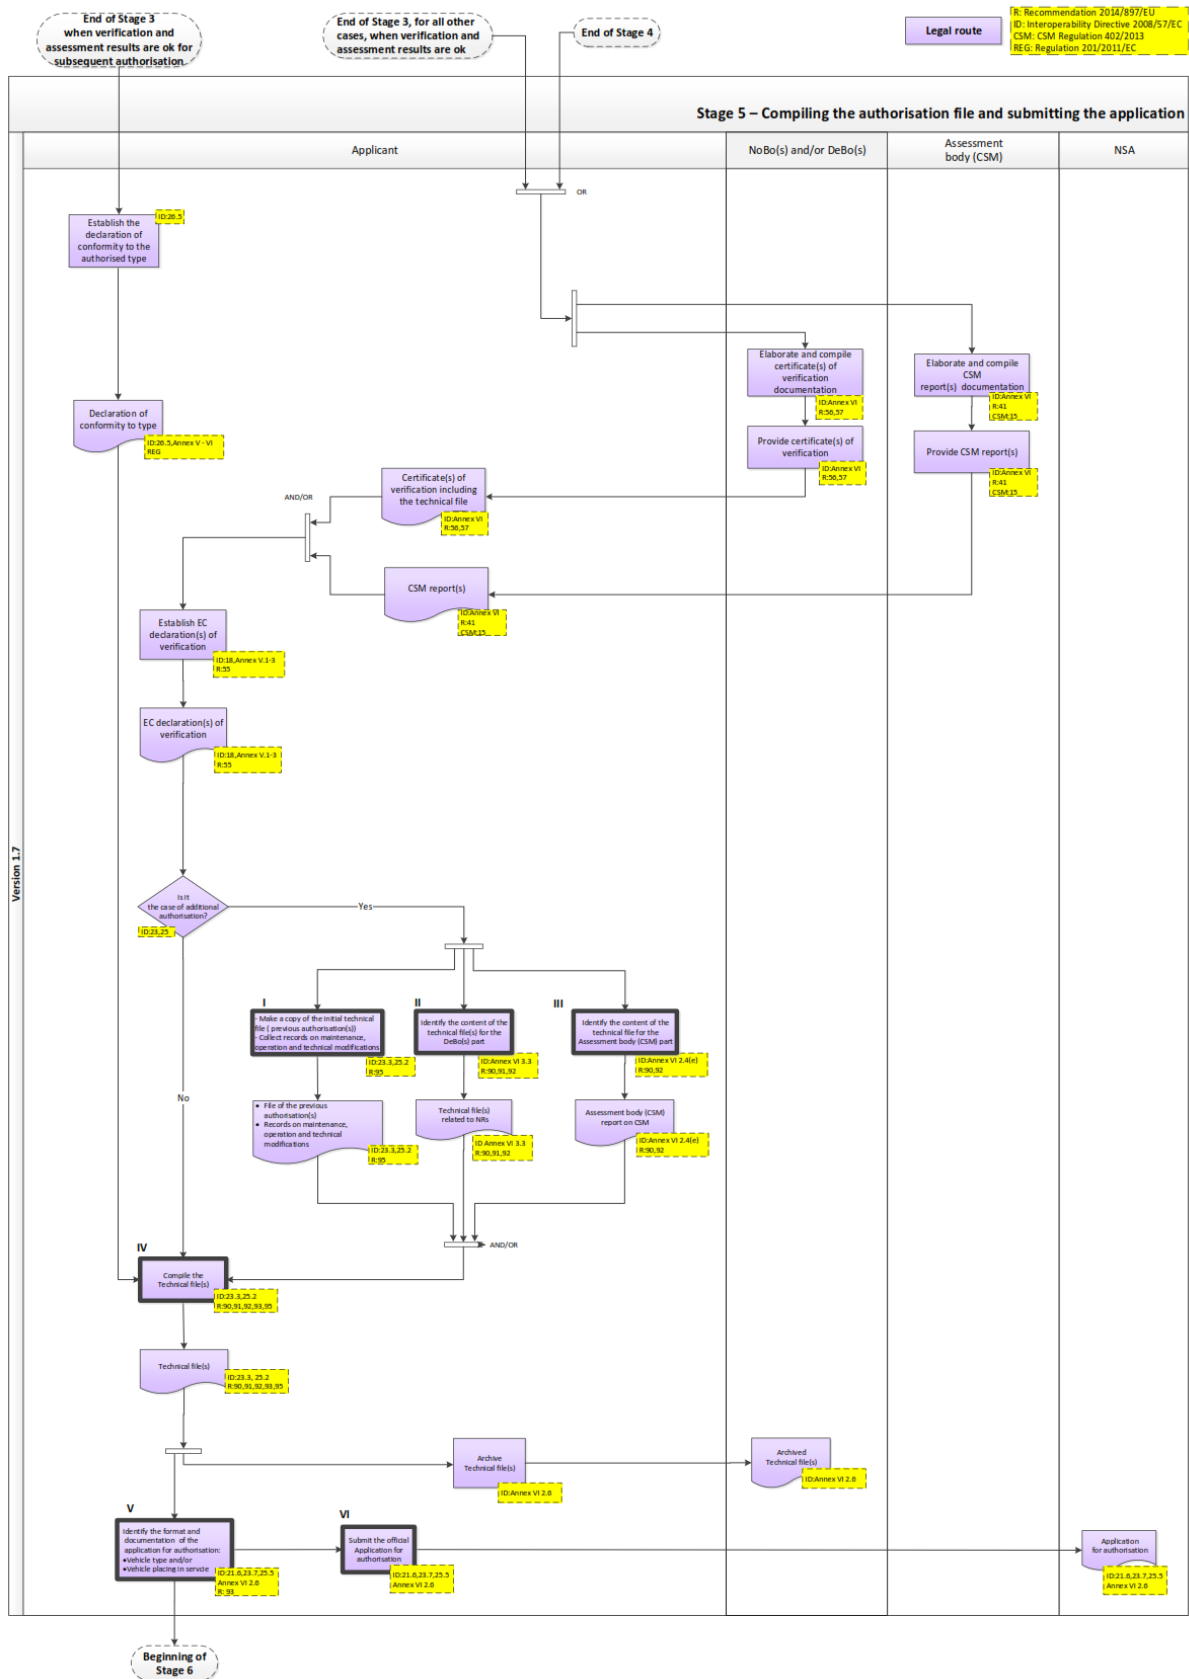 End of Stage 3
when verification and
assessment results are ok for
subsequent authorisation
End of Stage 3, for all other
cases, when verification and
assessment results are ok
End of Stage 4
Legal route
R: Recommendation 2014/897/EU
ID: Interoperability Directive 2008/57/EC
CSM: CSM Regulation 402/2013
REG: Regulation 201/2011/EC
Stage 5 – Compiling the authorisation file and submitting the application
Applicant
NoBo(s) and/or DeBo(s)
Assessment
body (CSM)
NSA
Version 1.7
OR
Establish the
declaration of
conformity to the
authorised type
ID:26.5
Elaborate and compile
certificate(s) of
verification
documentation
ID:Annex VI
R:56,57
Elaborate and compile
CSM
report(s) documentation
ID:Annex VI
R:41
CSM:15
Declaration of
conformity to type
ID:26.5,Annex V - VI
REG
Provide certificate(s) of
verification
ID:Annex VI
R:56,57
Provide CSM report(s)
ID:Annex VI
R:41
CSM:15
Certificate(s) of
verification including
the technical file
ID:Annex VI
R:56,57
AND/OR
CSM report(s)
ID:Annex VI
R:41
CSM:15
Establish EC
declaration(s) of
verification
ID:18,Annex V.1-3
R:55
EC declaration(s) of
verification
ID:18,Annex V.1-3
R:55
Is it
the case of additional
authorisation?
ID:23,25
Yes
No
I
- Make a copy of the initial technical
file ( previous authorisation(s))
- Collect records on maintenance,
operation and technical modifications
ID:23.3,25.2
R:95
II
Identify the content of the
technical file(s) for the
DeBo(s) part
ID:Annex VI 3.3
R:90,91,92
III
Identify the content of the
technical file for the
Assessment body (CSM) part
ID:Annex VI 2.4(e)
R:90,92
• File of the previous
authorisation(s)
• Records on maintenance,
operation and technical
modifications
ID:23.3,25.2
R:95
Technical file(s)
related to NRs
ID Annex VI 3.3
R:90,91,92
Assessment body (CSM)
report on CSM
ID:Annex VI 2.4(e)
R:90,92
AND/OR
IV
Compile the
Technical file(s)
ID:23.3,25.2
R:90,91,92,93,95
Technical file(s)
ID:23.3, 25.2
R:90,91,92,93,95
Archive
Technical file(s)
ID:Annex VI 2.6
Archived
Technical file(s)
ID:Annex VI 2.6
V
Identify the format and
documentation of the
application for authorisation:
•Vehicle type and/or
•Vehicle placing in servcie
ID:21.6,23.7,25.5
Annex VI 2.6
R: 93
VI
Submit the official
Application for
authorisation
ID:21.6,23.7,25.5
Annex VI 2.6
Application
for authorisation
ID:21.6,23.7,25.5
Annex VI 2.6
Beginning of
Stage 6